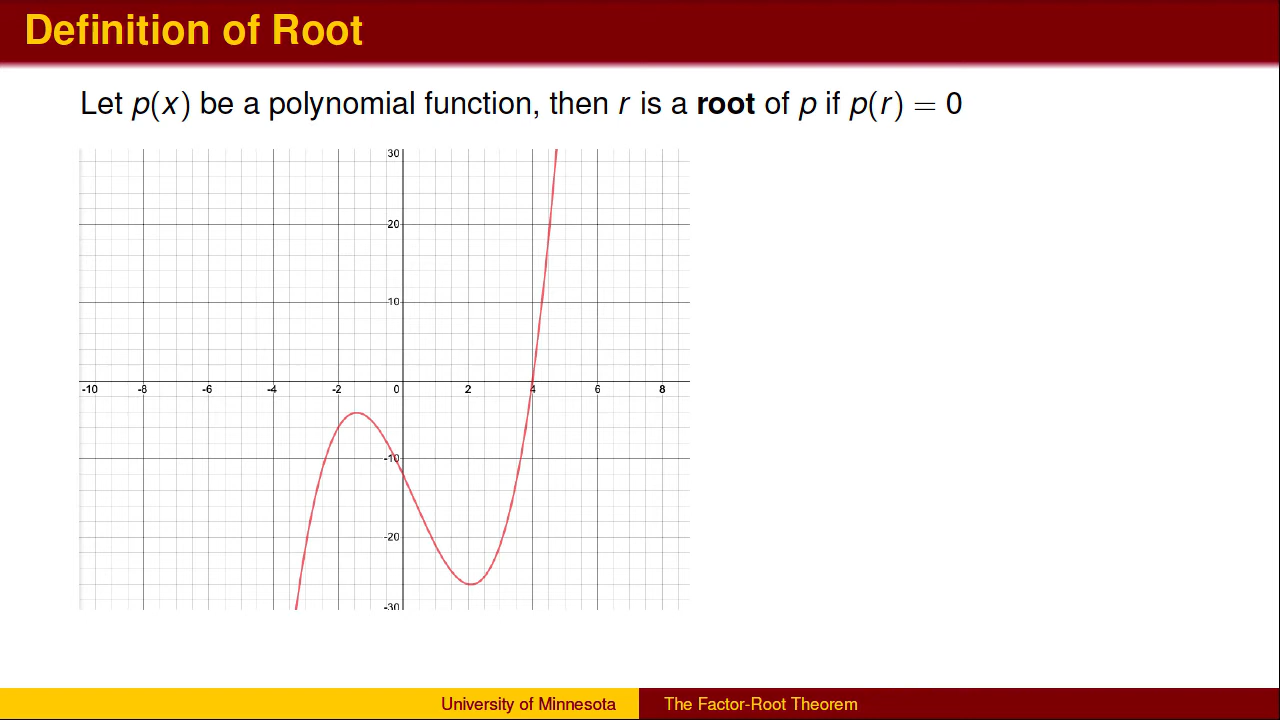 Definition of Root
Let p(x) be a polynomial function, then r is a root of p if p(r) = 0
30
20
10
-10 -8 -6 -4 -2 0 2 4 6 8
-10
-20
-30
University of Minnesota The Factor-Root Theorem